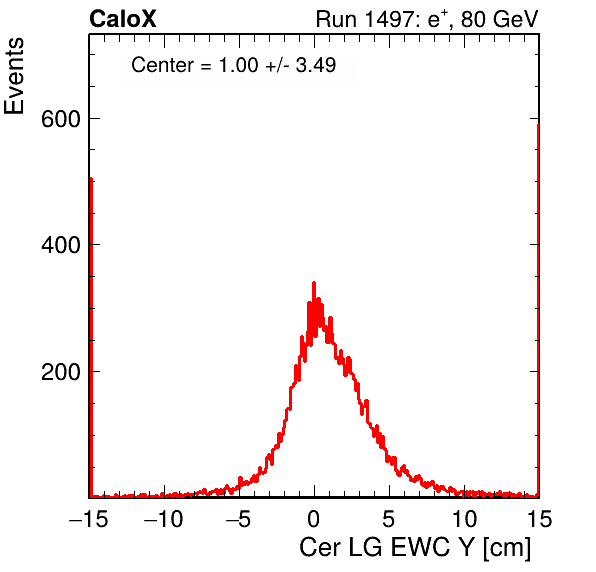 CaloX
Run 1497: e+, 80 GeV
Center = 1.00 +/- 3.49
Events
600
400
200
−15 −10 −5 0 5 10 15
Cer LG EWC Y [cm]